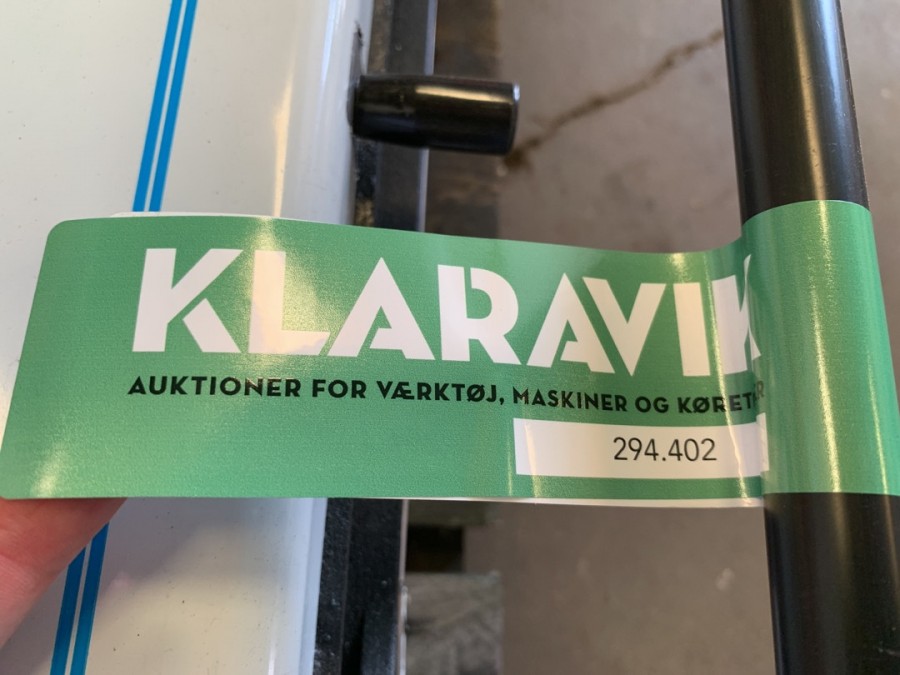 KLARAVIK
AUKTIONER FOR VÆRKTØJ, MASKINER OG
294.402